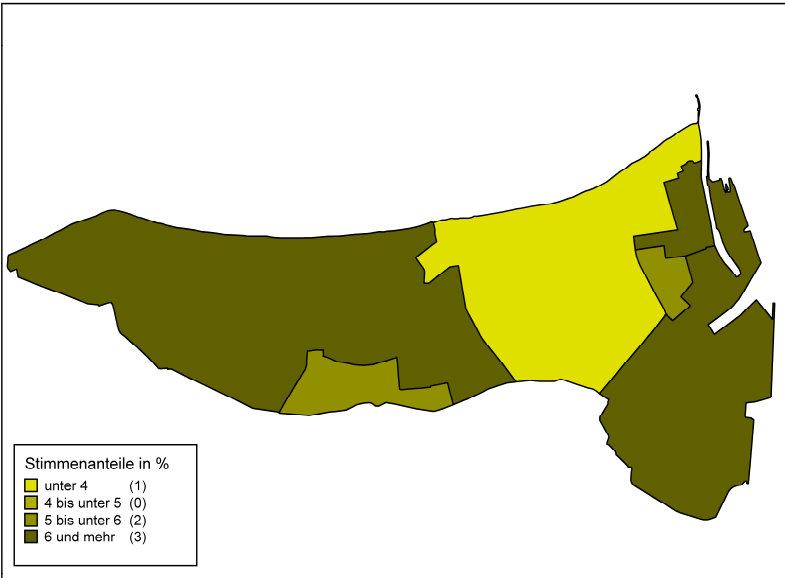 Stimmenanteile in %
unter 4 (1)
4 bis unter 5 (0)
5 bis unter 6 (2)
6 und mehr (3)